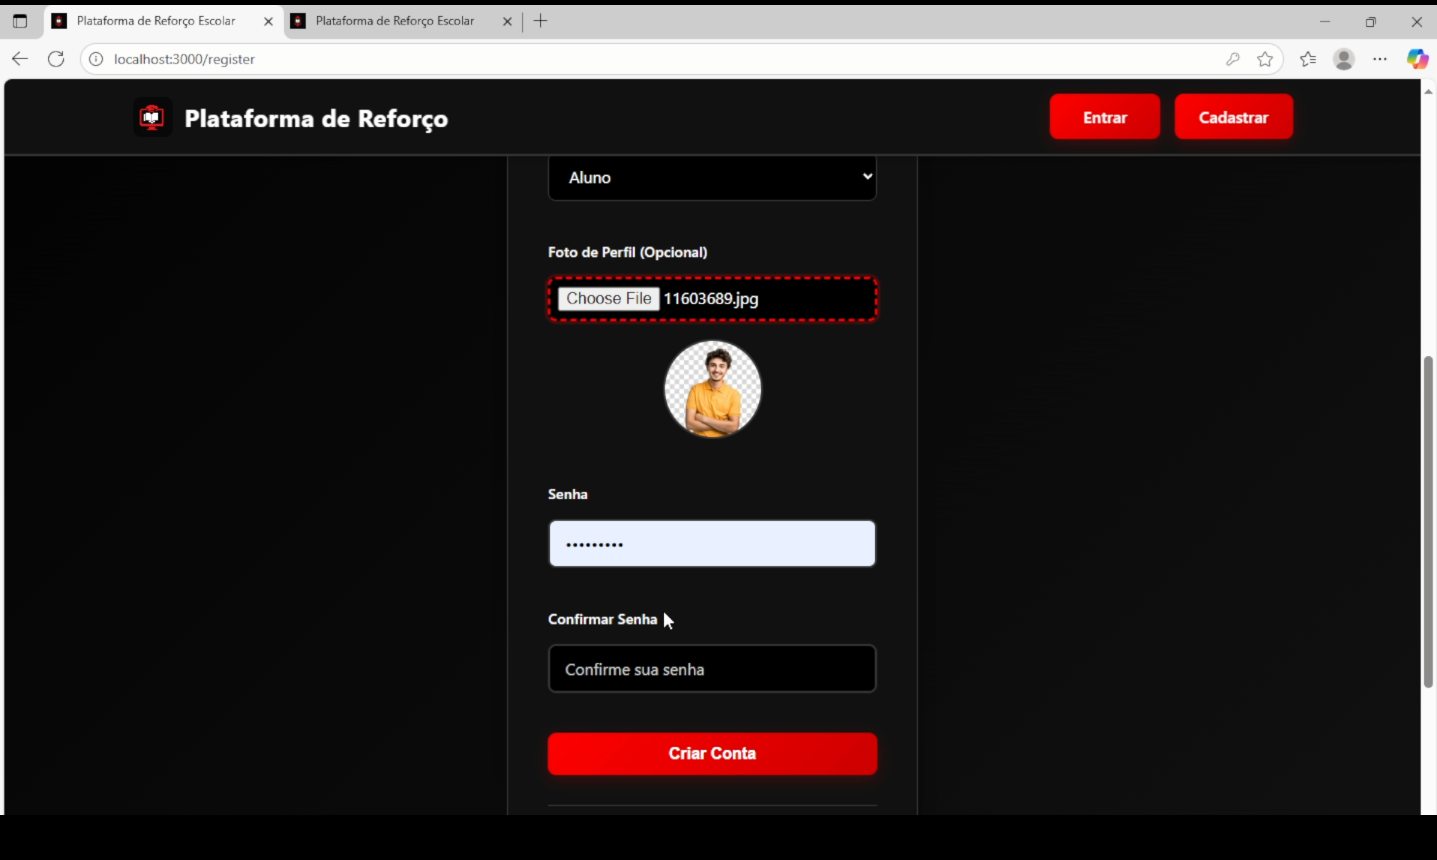 Plataforma de Reforço Escolar
Plataforma de Reforço Escolar
localhost:3000/register
Plataforma de Reforço
Entrar
Cadastrar
Aluno
Foto de Perfil (Opcional)
Choose File 11603689.jpg
Senha
•••••••••
Confirmar Senha
Confirme sua senha
Criar Conta